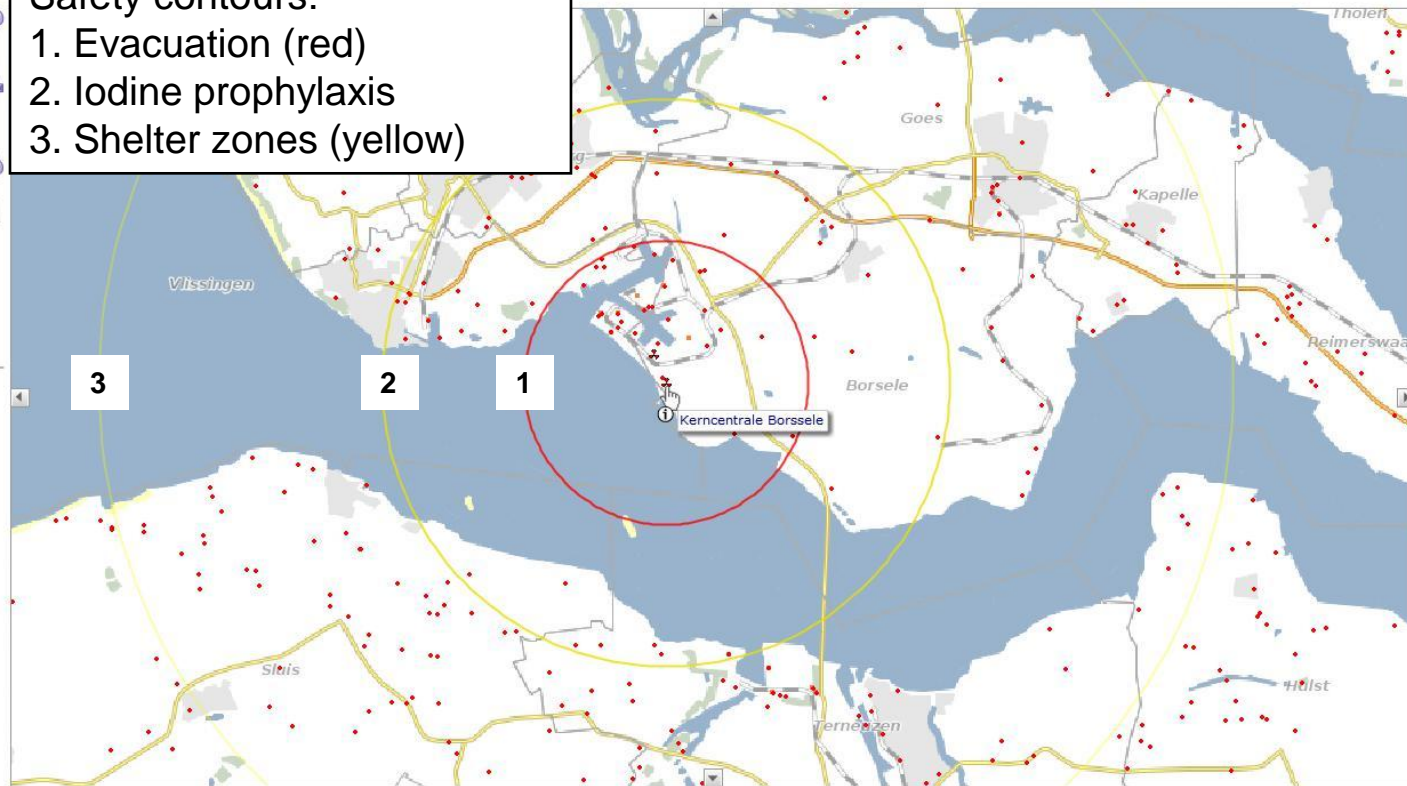 Safety contours:
1. Evacuation (red)
2. Iodine prophylaxis
3. Shelter zones (yellow)
Tholen
Goes
Kapelle
Vlissingen
Reimerswaa
3
2
1
Borsele
Kerncentrale Borssele
Sluis
Hulst
Terneuzen